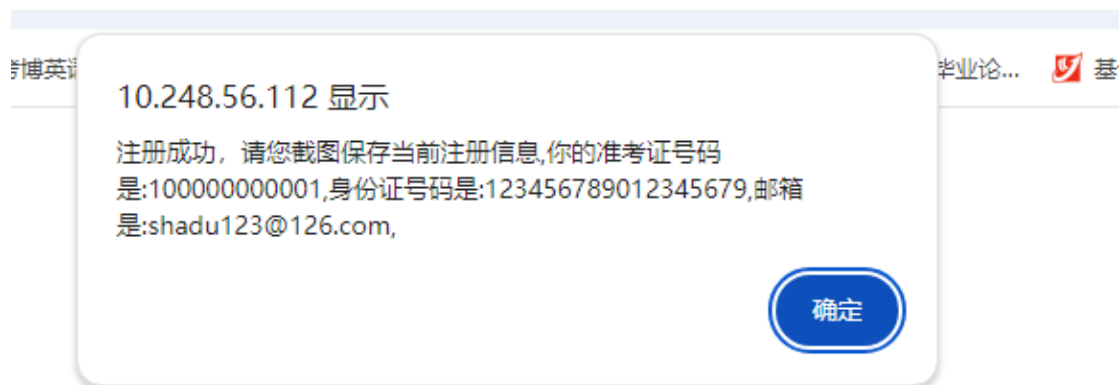 考博英语
毕业论...
基
10.248.56.112 显示
注册成功，请您截图保存当前注册信息,你的准考证号码
是:100000000001,身份证号码是:123456789012345679,邮箱
是:shadu123@126.com,
确定